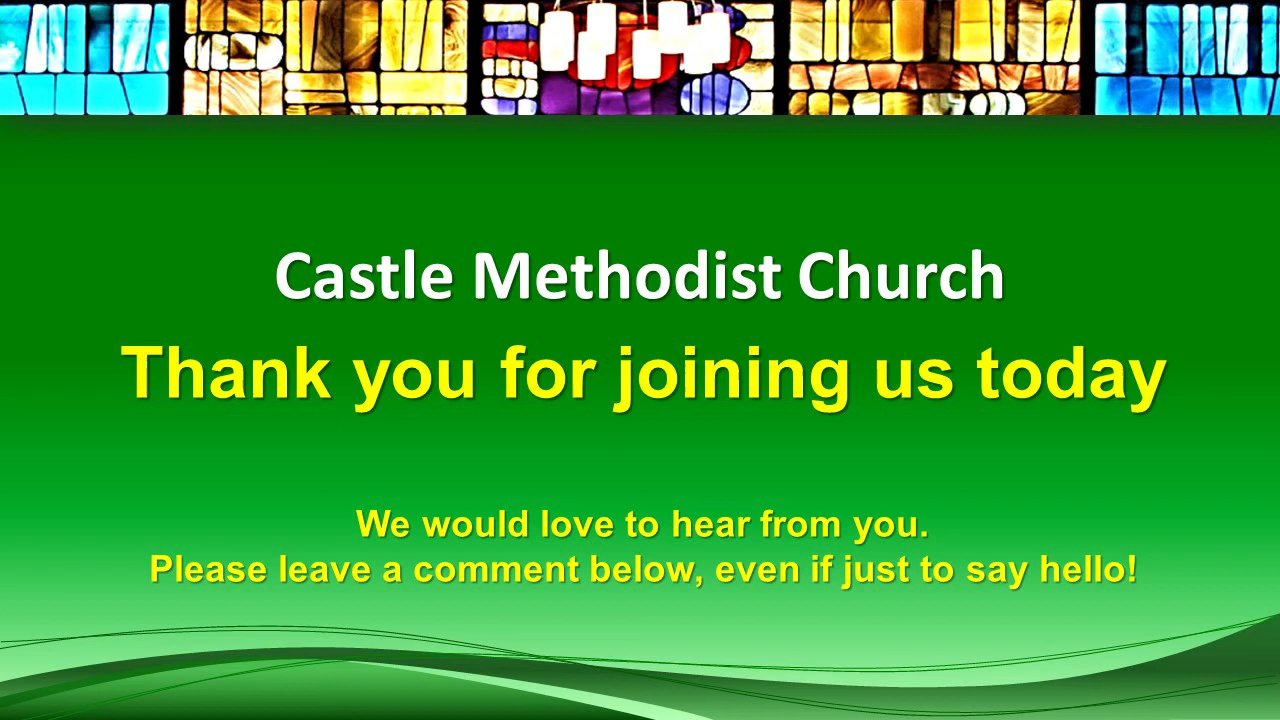 Castle Methodist Church
Thank you for joining us today
We would love to hear from you.
Please leave a comment below, even if just to say hello!